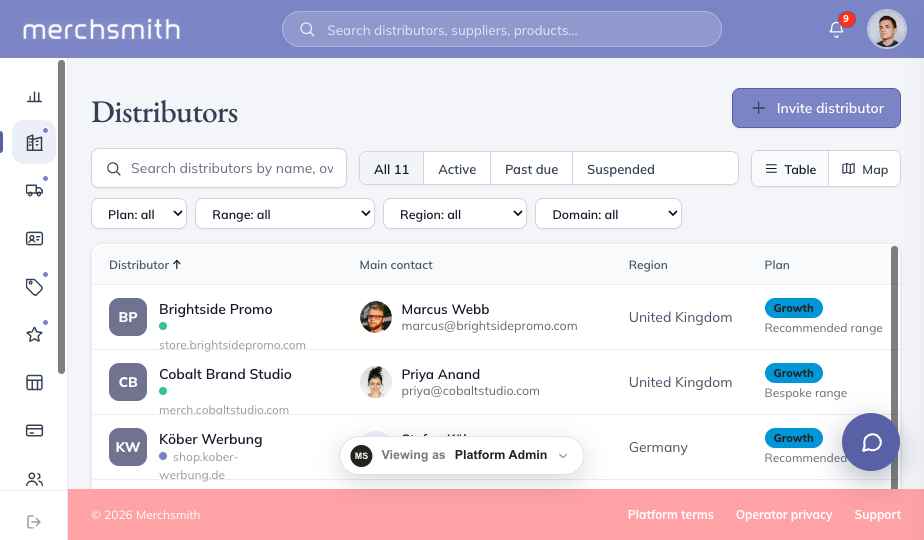 merchsmith
Search distributors, suppliers, products...
9
Distributors
Invite distributor
Search distributors by name, ow
All 11
Active
Past due
Suspended
Table
Map
Plan: all
Range: all
Region: all
Domain: all
Distributor
Main contact
Region
Plan
BP
Brightside Promo
store.brightsidepromo.com
Marcus Webb
marcus@brightsidepromo.com
United Kingdom
Growth
Recommended range
CB
Cobalt Brand Studio
merch.cobaltstudio.com
Priya Anand
priya@cobaltstudio.com
United Kingdom
Growth
Bespoke range
KW
Köber Werbung
shop.kober-
werbung.de
Germany
Growth
Recommended
MS
Viewing as Platform Admin
© 2026 Merchsmith
Platform terms
Operator privacy
Support